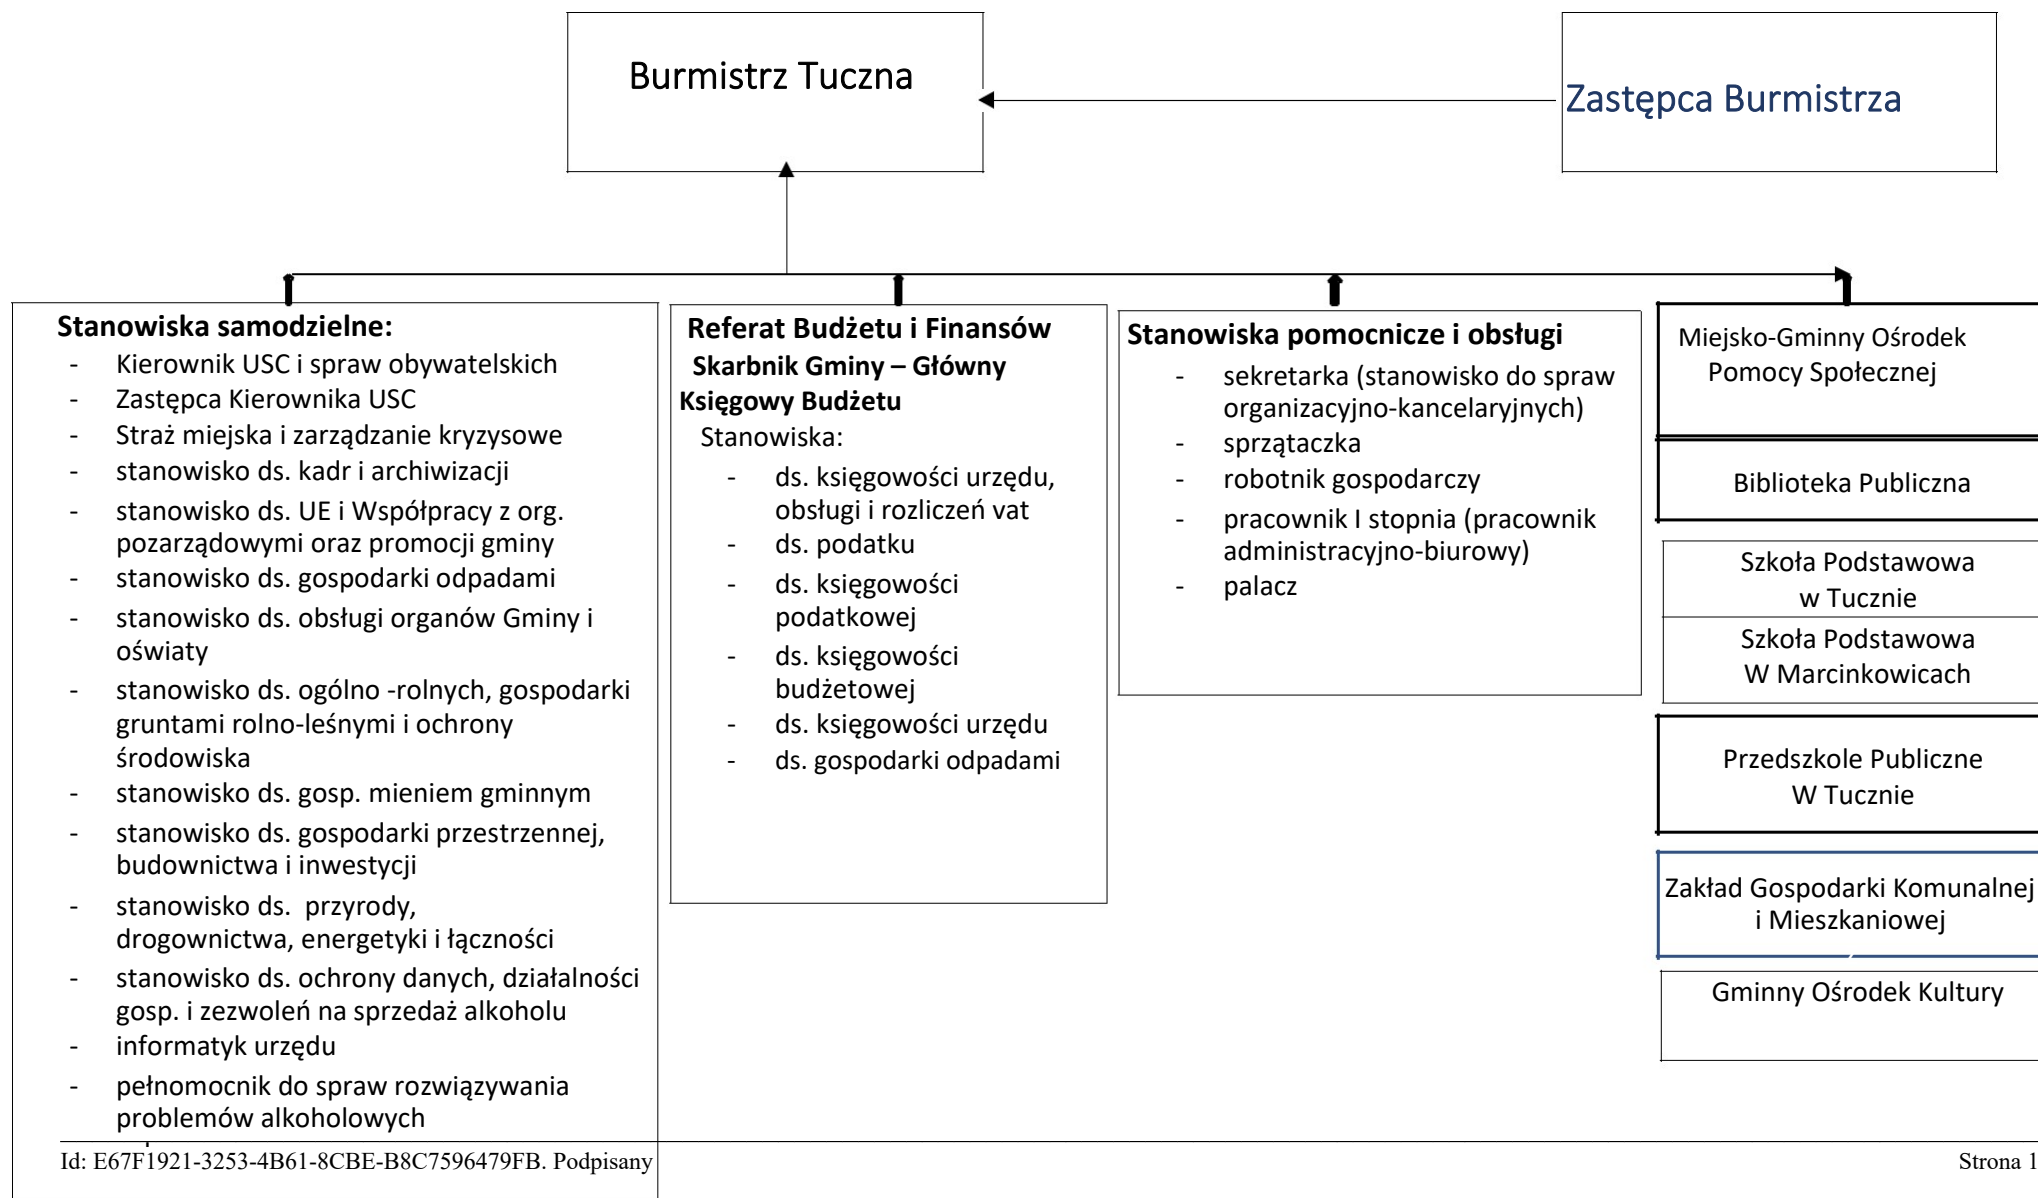 Burmistrz Tuczna
Zastępca Burmistrza
Stanowiska samodzielne:
- Kierownik USC i spraw obywatelskich
- Zastępca Kierownika USC
- Straż miejska i zarządzanie kryzysowe
- stanowisko ds. kadr i archiwizacji
- stanowisko ds. UE i Współpracy z org.
pozarządowymi oraz promocji gminy
- stanowisko ds. gospodarki odpadami
- stanowisko ds. obsługi organów Gminy i
oświaty
- stanowisko ds. ogólno -rolnych, gospodarki
gruntami rolno-leśnymi i ochrony
środowiska
- stanowisko ds. gosp. mieniem gminnym
- stanowisko ds. gospodarki przestrzennej,
budownictwa i inwestycji
- stanowisko ds. przyrody,
drogownictwa, energetyki i łączności
- stanowisko ds. ochrony danych, działalności
gosp. i zezwoleń na sprzedaż alkoholu
- informatyk urzędu
- pełnomocnik do spraw rozwiązywania
problemów alkoholowych
Referat Budżetu i Finansów
Skarbnik Gminy – Główny
Księgowy Budżetu
Stanowiska:
- ds. księgowości urzędu,
obsługi i rozliczeń vat
- ds. podatku
- ds. księgowości
podatkowej
- ds. księgowości
budżetowej
- ds. księgowości urzędu
- ds. gospodarki odpadami
Stanowiska pomocnicze i obsługi
- sekretarka (stanowisko do spraw
organizacyjno-kancelaryjnych)
- sprzątaczka
- robotnik gospodarczy
- pracownik I stopnia (pracownik
administracyjno-biurowy)
- palacz
Miejsko-Gminny Ośrodek
Pomocy Społecznej
Biblioteka Publiczna
Szkoła Podstawowa
w Tucznie
Szkoła Podstawowa
W Marcinkowicach
Przedszkole Publiczne
W Tucznie
Zakład Gospodarki Komunalnej
i Mieszkaniowej
Gminny Ośrodek Kultury
Id: E67F1921-3253-4B61-8CBE-B8C7596479FB. Podpisany
Strona 1